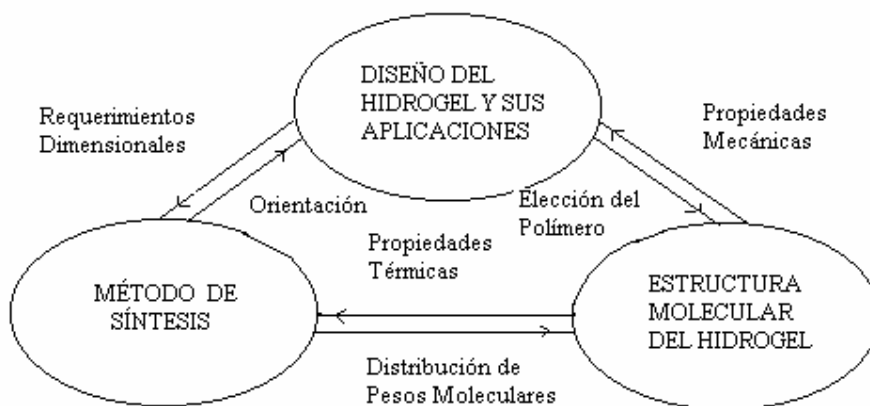 DISEÑO DEL
HIDROGEL Y SUS
APLICACIONES
Requerimientos
Dimensionales
Propiedades
Mecánicas
Orientación
Elección del
Polímero
Propiedades
Térmicas
MÉTODO DE
SÍNTESIS
ESTRUCTURA
MOLECULAR
DEL HIDROGEL
Distribución de
Pesos Moleculares